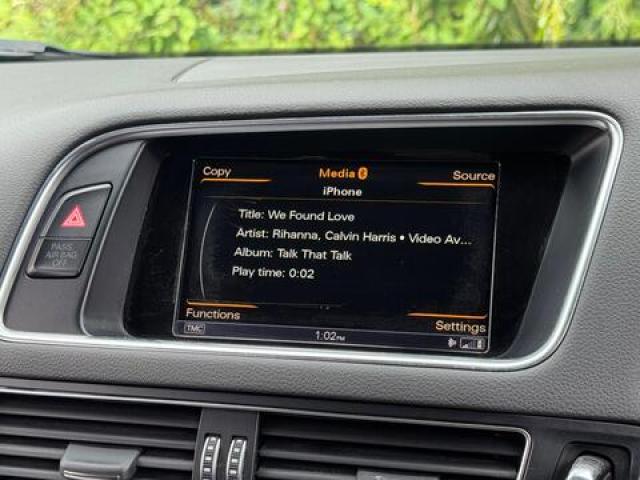 Copy Media Source
iPhone
Title: We Found Love
Artist: Rihanna, Calvin Harris • Video Av...
Album: Talk That Talk
Play time: 0:02
Functions Settings
TMC 1:02PM
PASS
AIR BAG
OFF